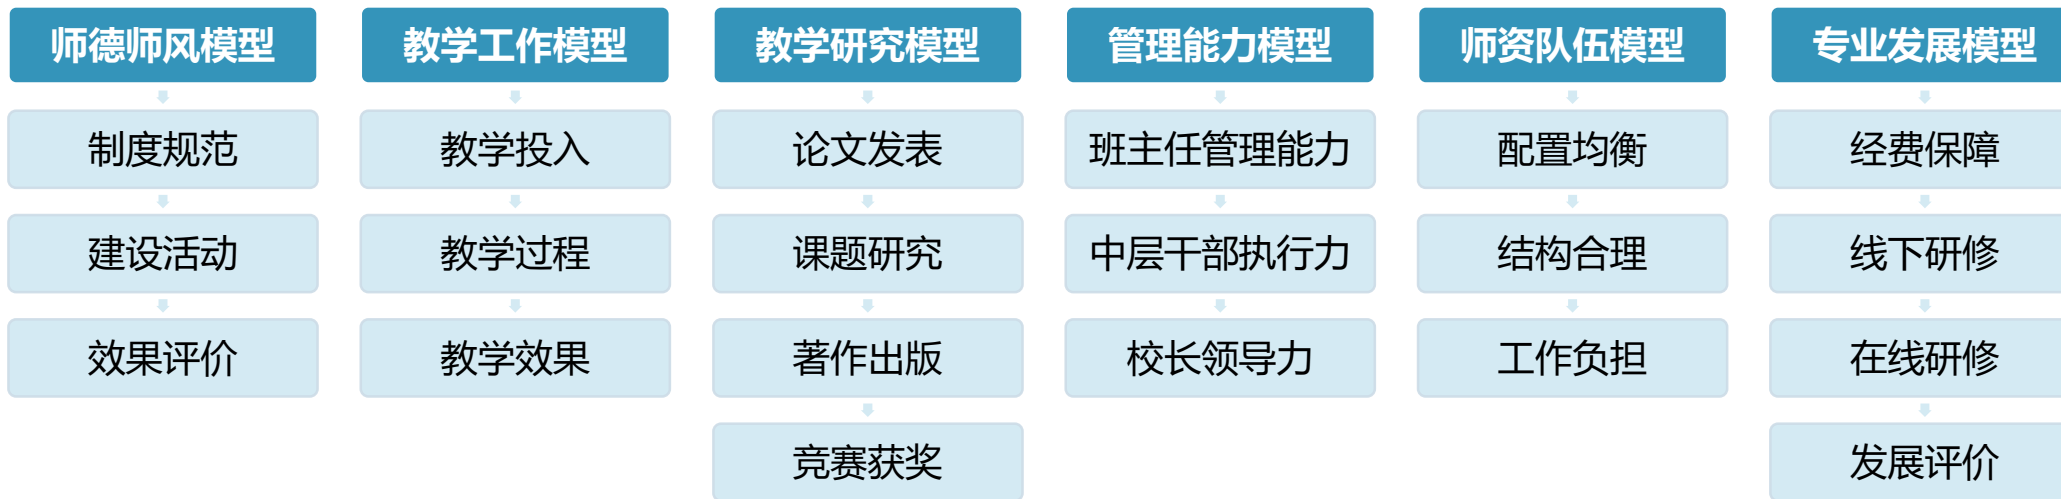 师德师风模型
制度规范
建设活动
效果评价
教学工作模型
教学投入
教学过程
教学效果
教学研究模型
论文发表
课题研究
著作出版
竞赛获奖
管理能力模型
班主任管理能力
中层干部执行力
校长领导力
师资队伍模型
配置均衡
结构合理
工作负担
专业发展模型
经费保障
线下研修
在线研修
发展评价